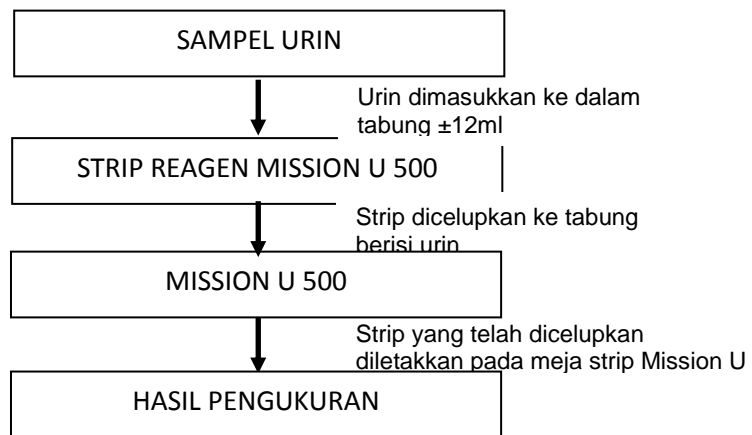 SAMPEL URIN
Urin dimasukkan ke dalam
tabung ±12ml
STRIP REAGEN MISSION U 500
Strip dicelupkan ke tabung
berisi urin
MISSION U 500
Strip yang telah dicelupkan
diletakkan pada meja strip Mission U
HASIL PENGUKURAN